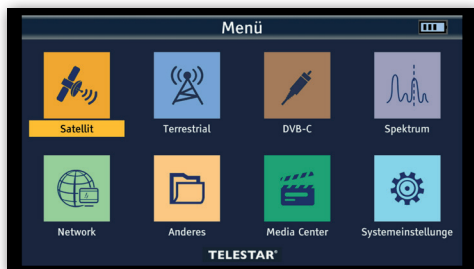 Menü
Satellit Terrestrial DVB-C Spektrum
Network Anderes Media Center Systemeinstellunge
TELESTAR®